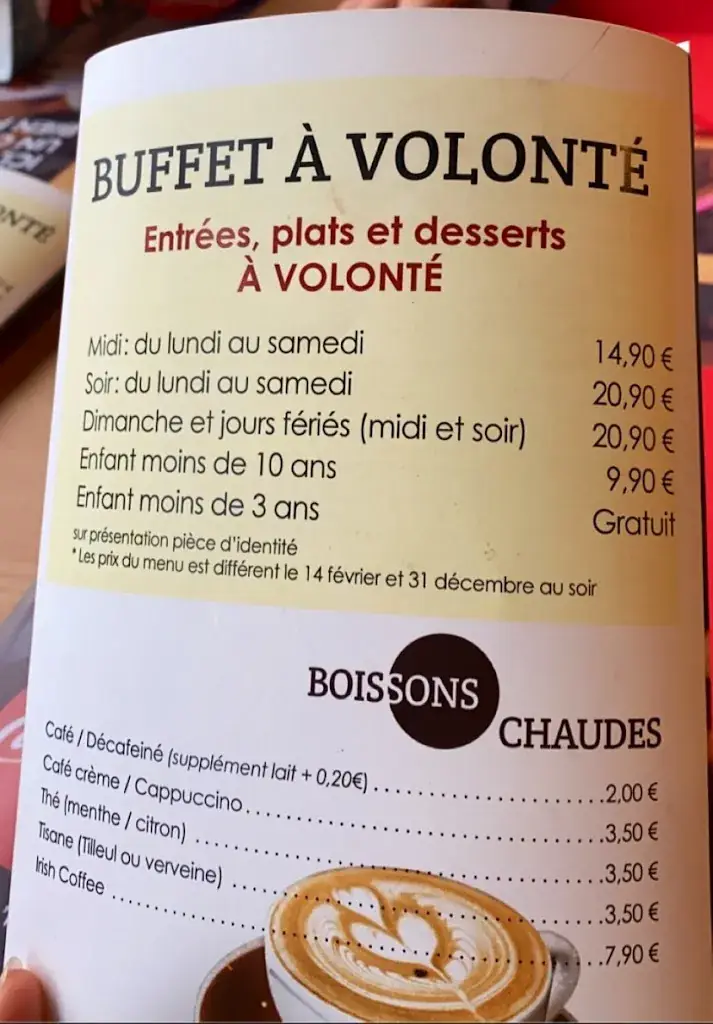 BUFFET À VOLONTÉ
Entrées, plats et desserts
À VOLONTÉ
Midi: du lundi au samedi 14,90 €
Soir: du lundi au samedi 20,90 €
Dimanche et jours fériés (midi et soir) 20,90 €
Enfant moins de 10 ans 9,90 €
Enfant moins de 3 ans Gratuit
sur présentation pièce d'identité
* Les prix du menu est différent le 14 février et 31 décembre au soir
BOISSONS
CHAUDES
Café / Décafeiné (supplément lait + 0,20€) 2,00 €
Café crème / Cappuccino 3,50 €
Thé (menthe / citron) 3,50 €
Tisane (Tilleul ou verveine) 3,50 €
Irish Coffee 7,90 €